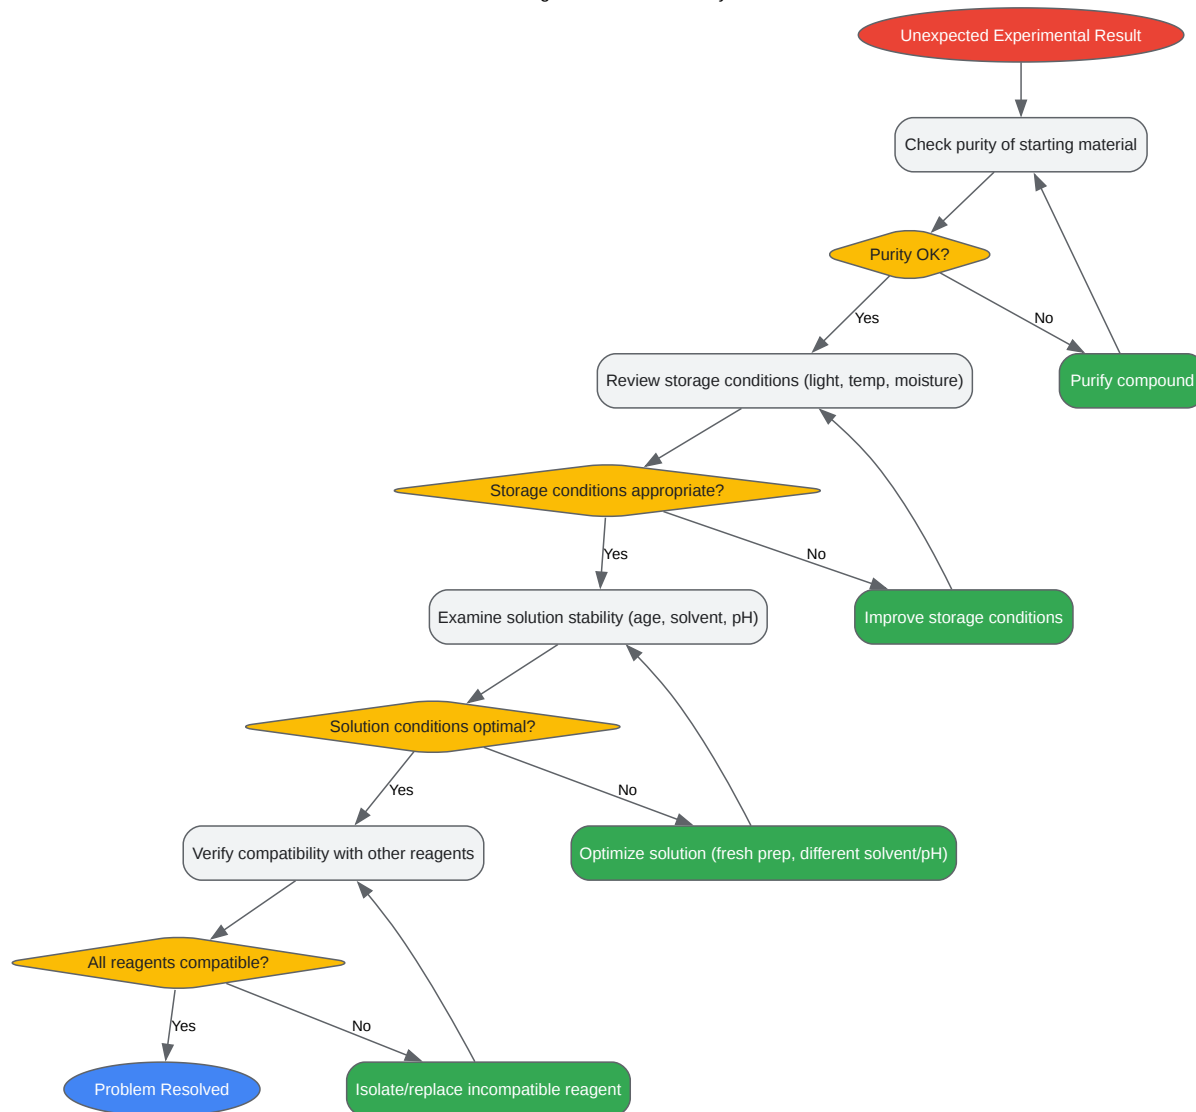 Unexpected Experimental Result
Check purity of starting material
Purity OK?
Yes
No
Review storage conditions (light, temp, moisture)
Purify compound
Storage conditions appropriate?
Yes
No
Examine solution stability (age, solvent, pH)
Improve storage conditions
Solution conditions optimal?
Yes
No
Verify compatibility with other reagents
Optimize solution (fresh prep, different solvent/pH)
All reagents compatible?
Yes
No
Problem Resolved
Isolate/replace incompatible reagent